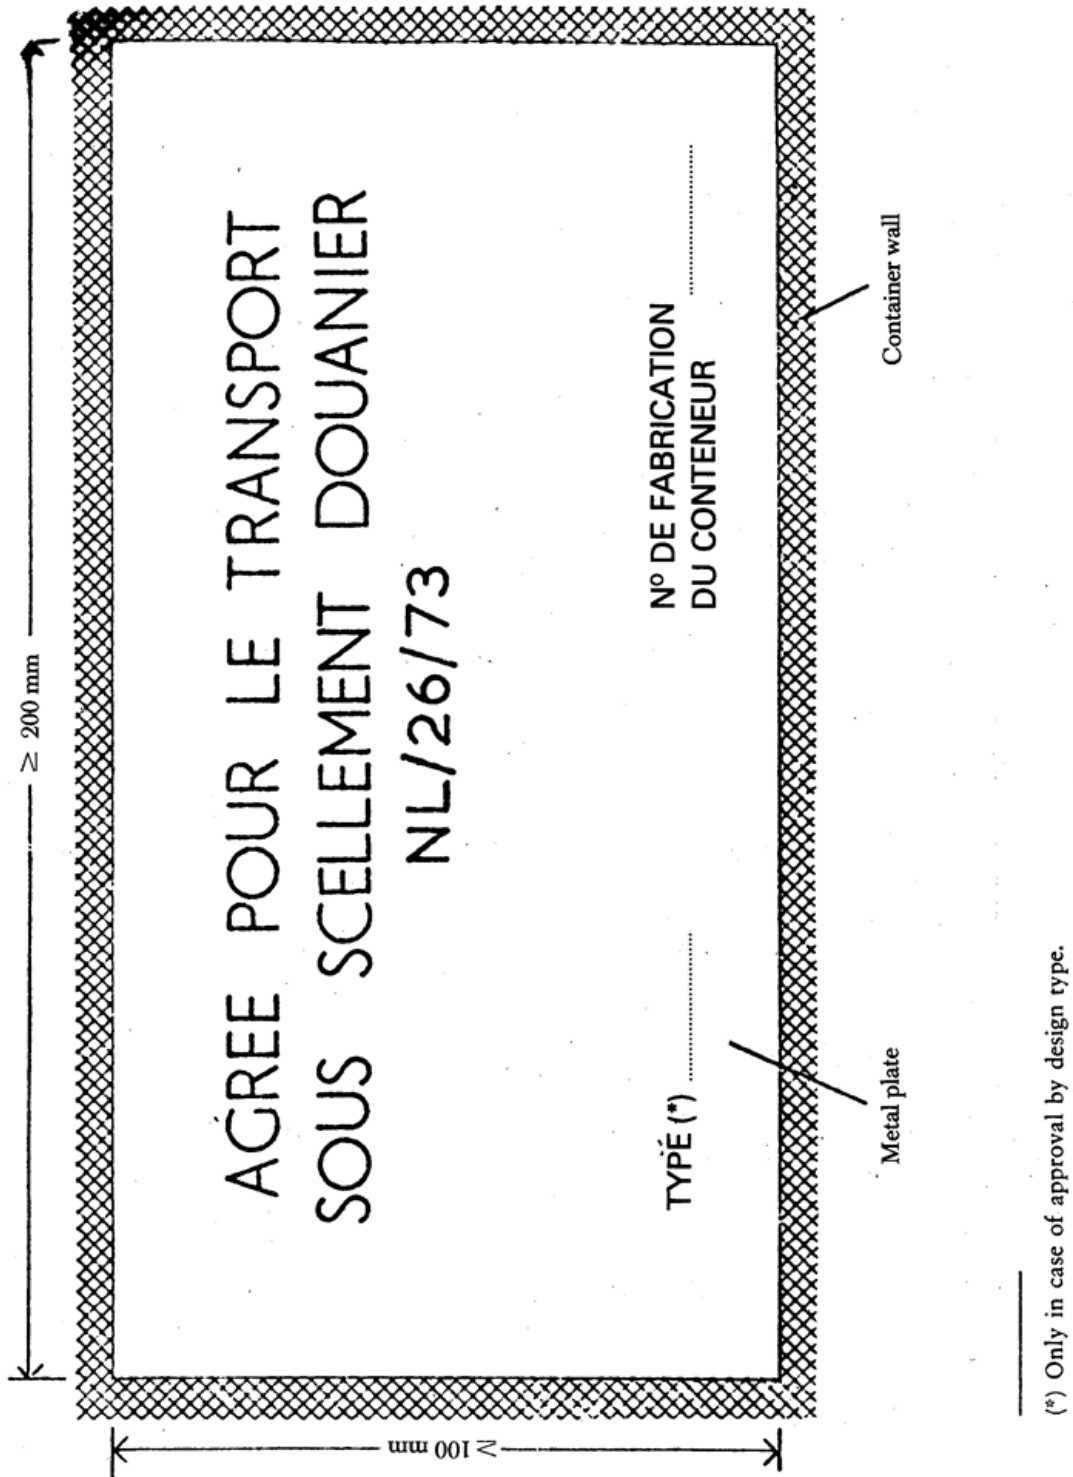 ≥ 200 mm
≥ 100 mm
AGREE POUR LE TRANSPORT
SOUS SCELLEMENT DOUANIER
NL/26/73
TYPE (*) ....................
Nº DE FABRICATION
DU CONTENEUR ....................
Metal plate
Container wall
(*) Only in case of approval by design type.